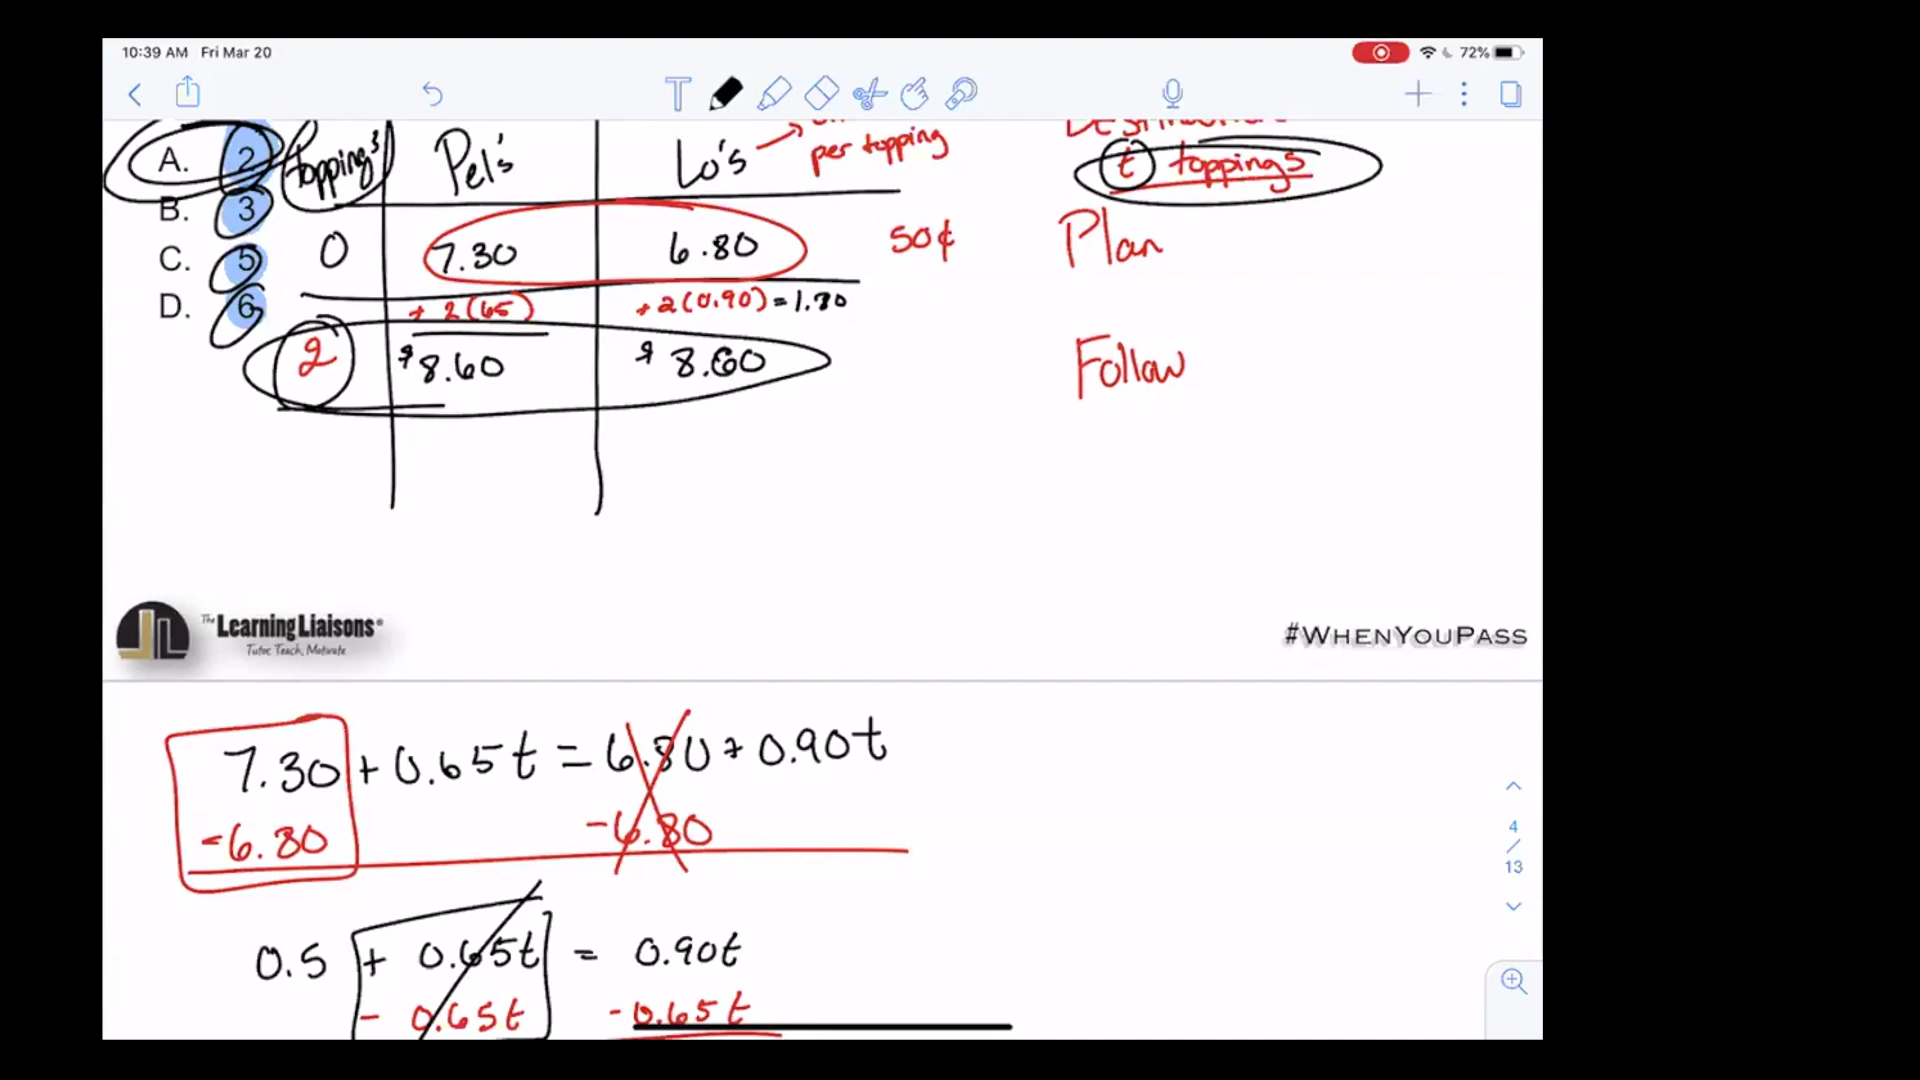 10:39 AM Fri Mar 20
72%
T
per topping
A. 2 toppings Pel's Lo's
t toppings
B. 3
0 7.30 6.80 50¢ Plan
C. 5
D. 6 + 2(65) + 2(0.90) = 1.80
2 $8.60 $8.60 Follow
The Learning Liaisons®
Tutor, Teach, Motivate
#WHENYOUPASS
7.30 + 0.65t = 6.80 + 0.90t
-6.80 -6.80
4
/
13
0.5 + 0.65t = 0.90t
- 0.65t -0.65t